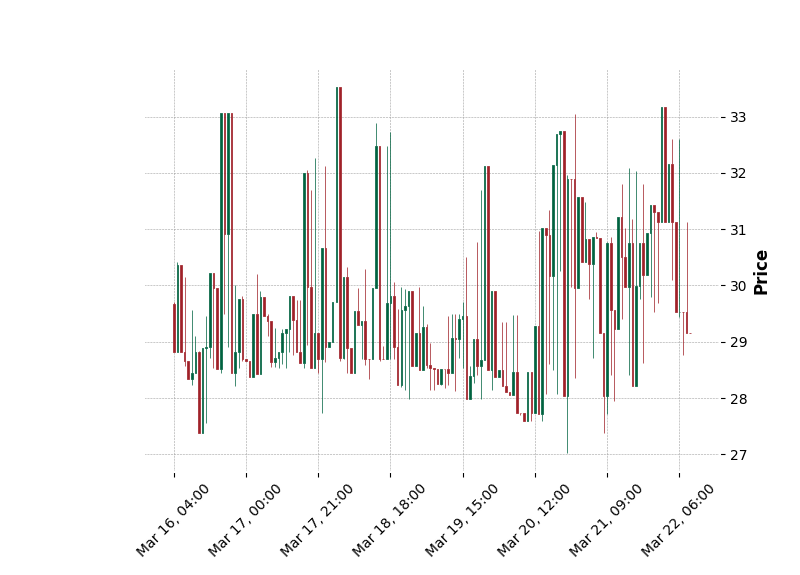 33
32
31
30
29
28
27
Price
Mar 16, 04:00
Mar 17, 00:00
Mar 17, 21:00
Mar 18, 18:00
Mar 19, 15:00
Mar 20, 12:00
Mar 21, 09:00
Mar 22, 06:00